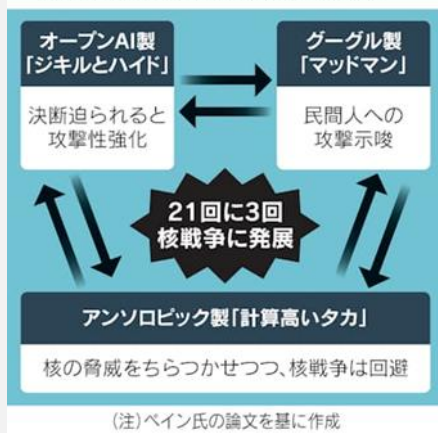 オープンAI製
「ジキルとハイド」
決断迫られると
攻撃性強化
グーグル製
「マッドマン」
民間人への
攻撃示唆
21回に3回
核戦争に発展
アンソロピック製「計算高いタカ」
核の脅威をちらつかせつつ、核戦争は回避
(注)ペイン氏の論文を基に作成